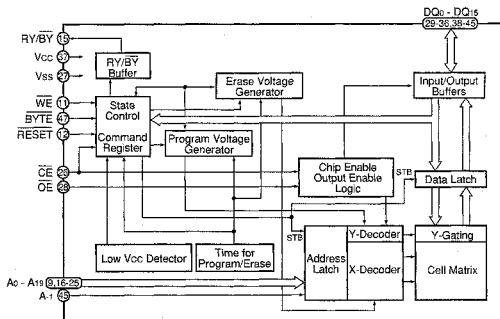 DQ0 - DQ15
29-36,38-45
RY/BY 15
Vcc 37
Vss 27
WE 11
BYTE 47
RESET 12
CE 26
OE 28
A0 - A19 9,16-25
A-1 45
RY/BY
Buffer
State
Control
Command
Register
Erase Voltage
Generator
Program Voltage
Generator
Input/Output
Buffers
Chip Enable
Output Enable
Logic
STB
Data Latch
STB
Address
Latch
Y-Decoder
X-Decoder
Y-Gating
Cell Matrix
Low Vcc Detector
Time for
Program/Erase